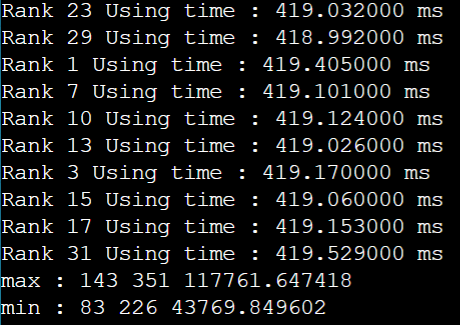 Rank 23 Using time : 419.032000 ms
Rank 29 Using time : 418.992000 ms
Rank 1 Using time : 419.405000 ms
Rank 7 Using time : 419.101000 ms
Rank 10 Using time : 419.124000 ms
Rank 13 Using time : 419.026000 ms
Rank 3 Using time : 419.170000 ms
Rank 15 Using time : 419.060000 ms
Rank 17 Using time : 419.153000 ms
Rank 31 Using time : 419.529000 ms
max : 143 351 117761.647418
min : 83 226 43769.849602